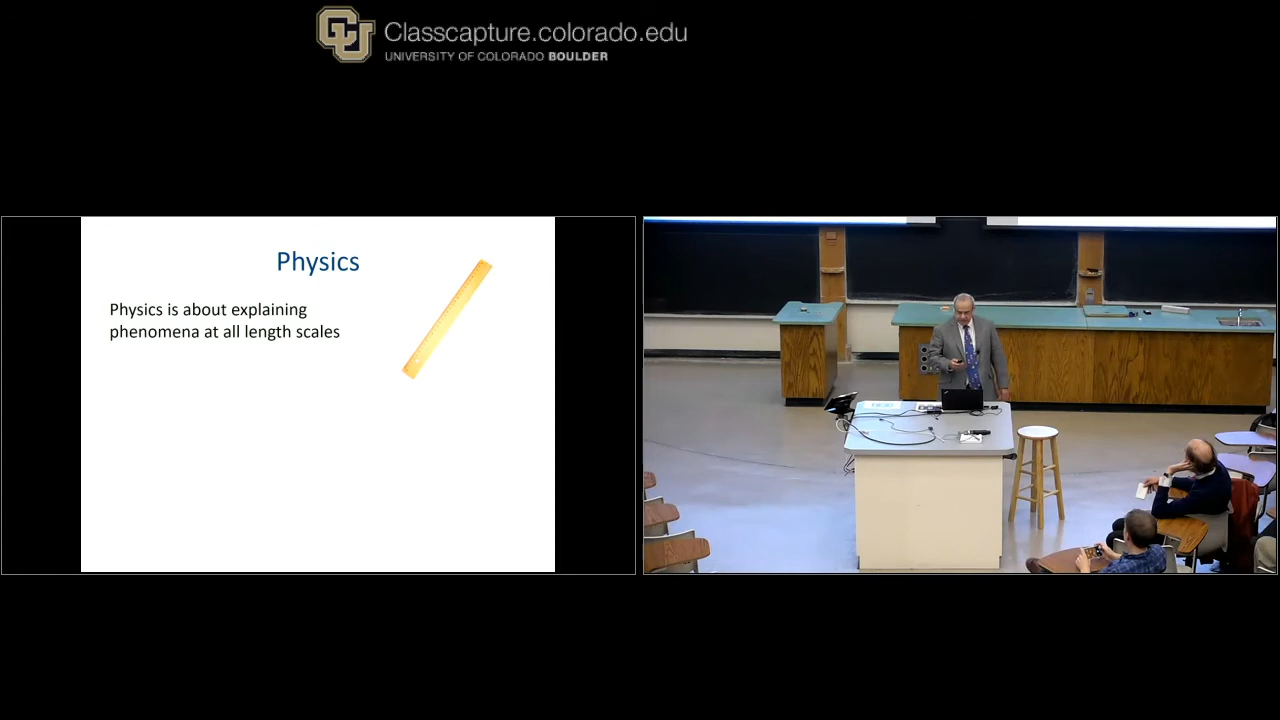 Classcapture.colorado.edu
UNIVERSITY OF COLORADO BOULDER
Physics
Physics is about explaining
phenomena at all length scales